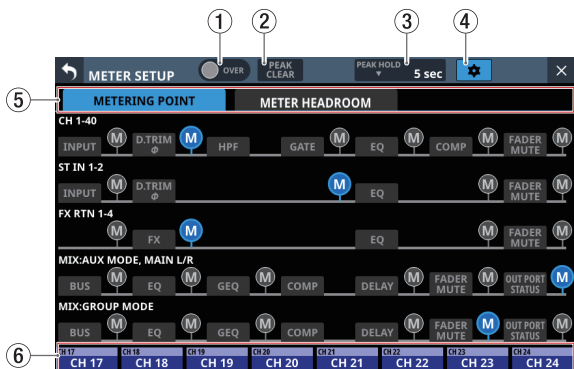 1 2 3 4
METER SETUP OVER PEAK CLEAR PEAK HOLD ▼ 5 sec ×
5
METERING POINT METER HEADROOM
CH 1-40
INPUT M D.TRIM Φ M HPF GATE M EQ M COMP M FADER MUTE M
ST IN 1-2
INPUT M D.TRIM Φ M EQ M FADER MUTE M
FX RTN 1-4
M FX M EQ M FADER MUTE M
MIX:AUX MODE, MAIN L/R
BUS M EQ M GEQ M COMP DELAY M FADER MUTE M OUT PORT STATUS M
MIX:GROUP MODE
BUS M EQ M GEQ M COMP DELAY M FADER MUTE M OUT PORT STATUS M
6
CH 17 CH 18 CH 19 CH 20 CH 21 CH 22 CH 23 CH 24
CH 17 CH 18 CH 19 CH 20 CH 21 CH 22 CH 23 CH 24